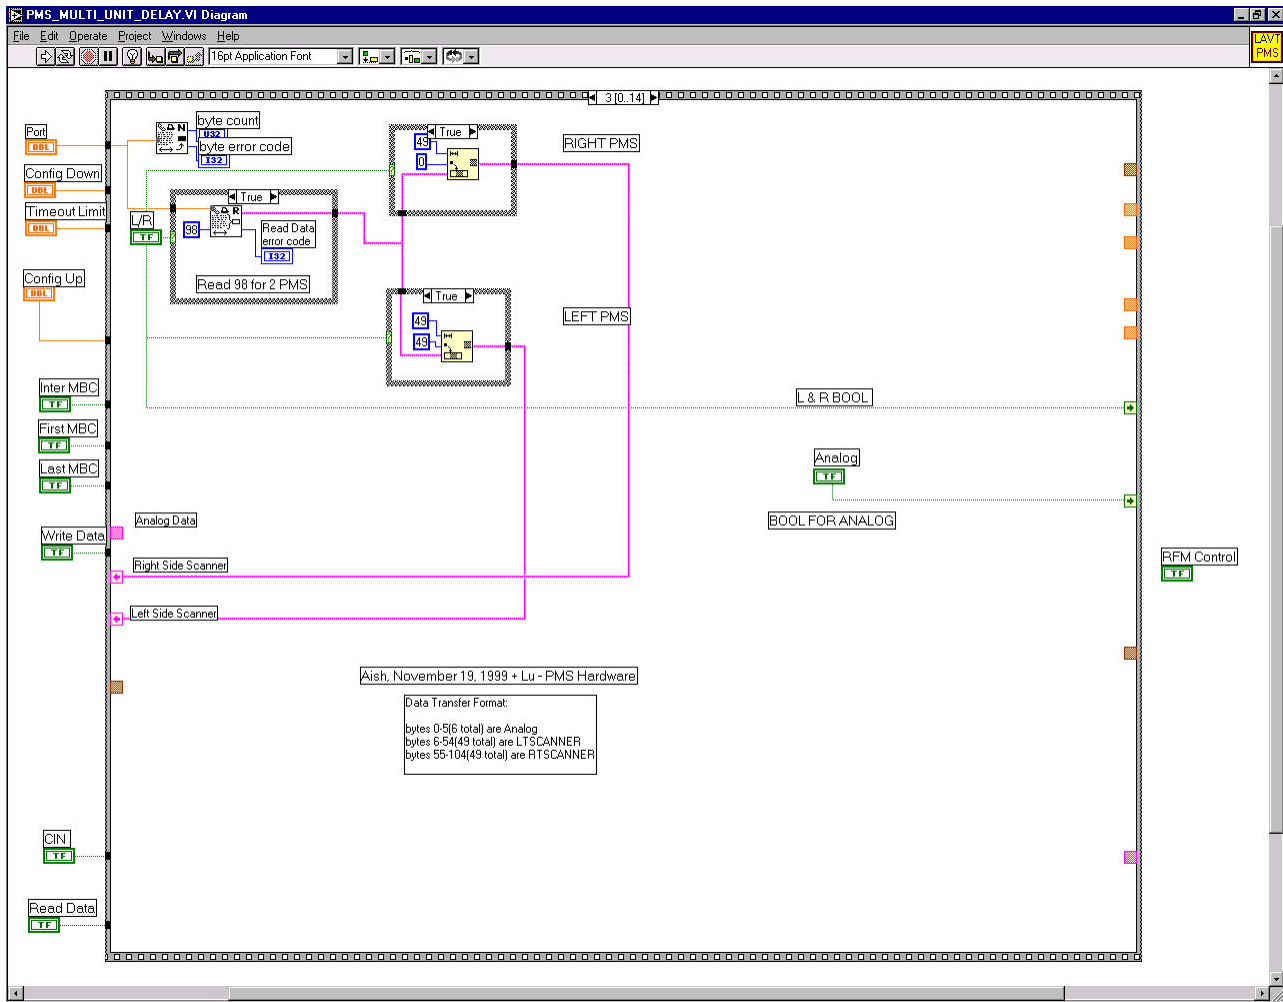 PMS_MULTI_UNIT_DELAY.VI Diagram
File Edit Operate Project Windows Help
16pt Application Font
LAVT
PMS
3 [0..14]
Port
DBL
Config Down
DBL
Timeout Limit
DBL
Config Up
DBL
N
byte count
U32
byte error code
I32
L/R
TF
True
R
98
Read Data
error code
I32
Read 98 for 2 PMS
True
49
0
RIGHT PMS
True
49
49
LEFT PMS
Inter MBC
TF
First MBC
TF
Last MBC
TF
L & R BOOL
Analog
TF
BOOL FOR ANALOG
Analog Data
Write Data
TF
Right Side Scanner
Left Side Scanner
RFM Control
TF
Aish, November 19, 1999 + Lu - PMS Hardware
Data Transfer Format:
bytes 0-5(6 total) are Analog
bytes 6-54(49 total) are LTSCANNER
bytes 55-104(49 total) are RTSCANNER
CIN
TF
Read Data
TF